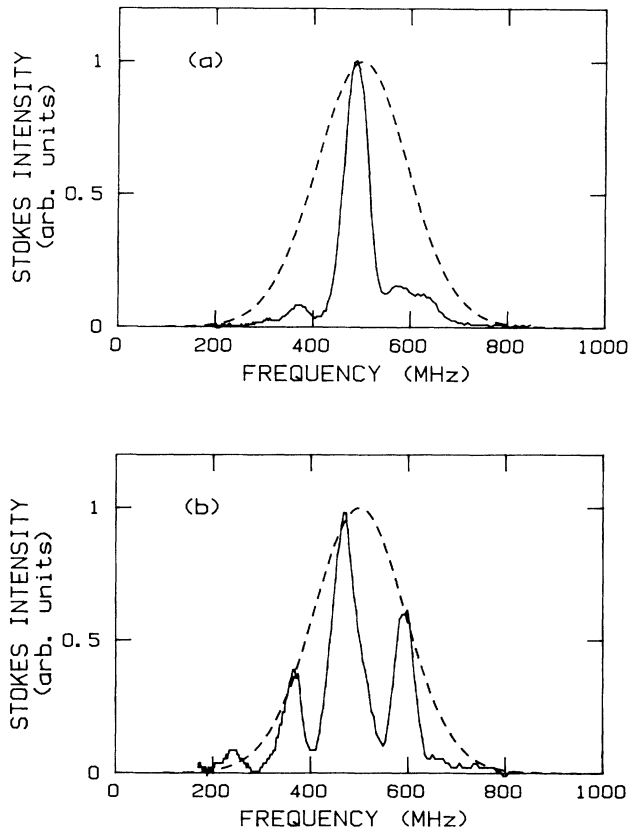 (a)
STOKES INTENSITY
(arb. units)
1
0.5
0
0 200 400 600 800 1000
FREQUENCY (MHz)
(b)
STOKES INTENSITY
(arb. units)
1
0.5
0
0 200 400 600 800 1000
FREQUENCY (MHz)